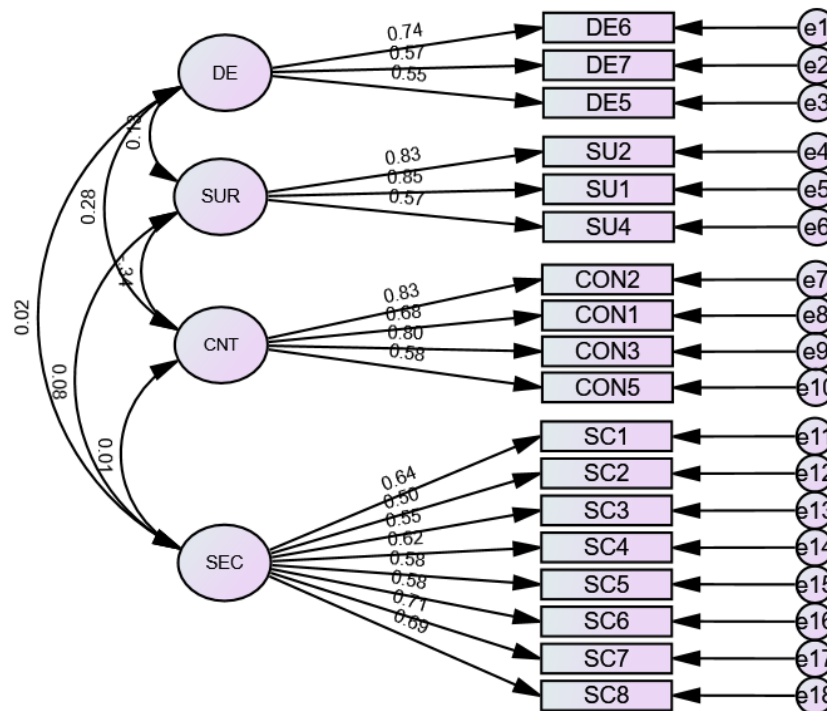 DE
SUR
CNT
SEC
DE6
DE7
DE5
SU2
SU1
SU4
CON2
CON1
CON3
CON5
SC1
SC2
SC3
SC4
SC5
SC6
SC7
SC8
e1
e2
e3
e4
e5
e6
e7
e8
e9
e10
e11
e12
e13
e14
e15
e16
e17
e18
0.74
0.57
0.55
0.83
0.85
0.57
0.83
0.68
0.80
0.58
0.64
0.50
0.55
0.62
0.58
0.58
0.71
0.69
0.28
0.02
0.08
0.01